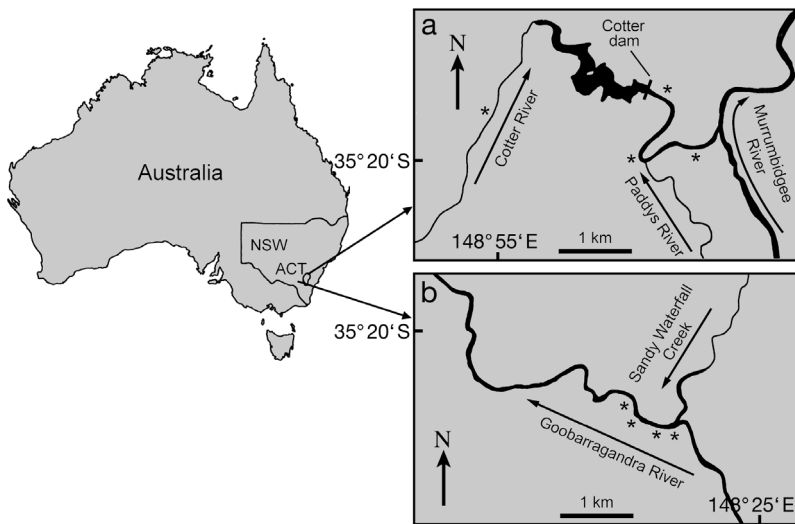 Australia
NSW
ACT
a
N
Cotter
dam
*
*
*
*
Cotter River
Murrumbidgee
River
Paddys River
35°20‘S
148°55‘E
1 km
b
35°20‘S
Sandy Waterfall
Creek
*
*
*
*
Goobarragandra River
N
1 km
148°25‘E